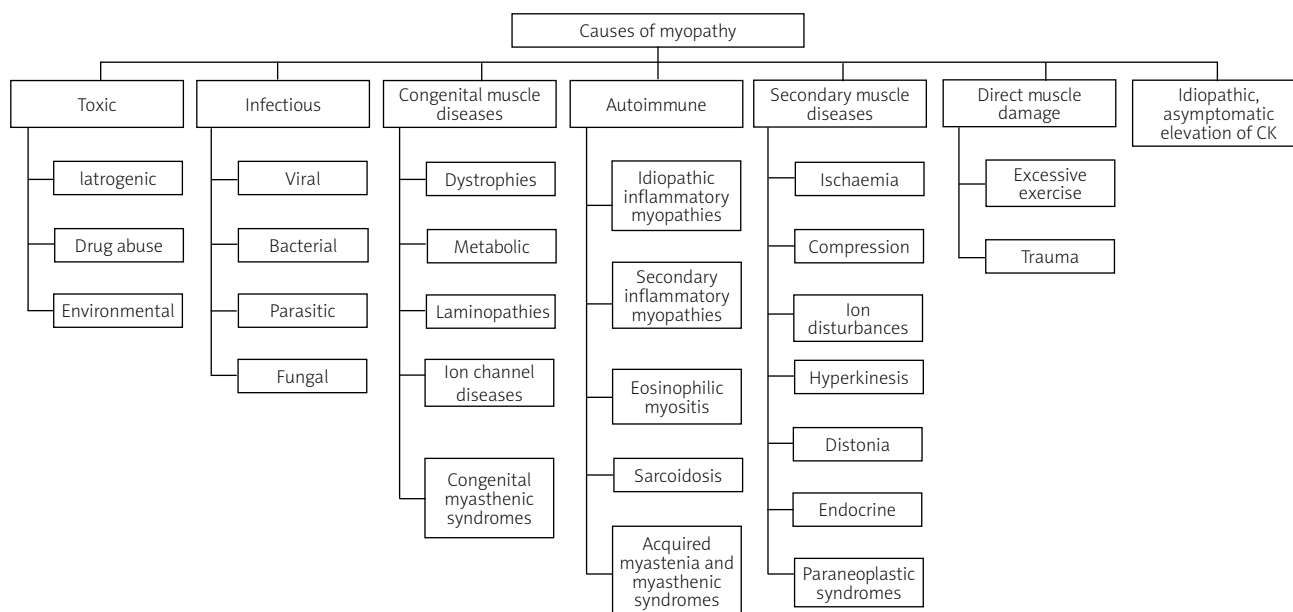 Causes of myopathy
Toxic
Iatrogenic
Drug abuse
Environmental
Infectious
Viral
Bacterial
Parasitic
Fungal
Congenital muscle
diseases
Dystrophies
Metabolic
Laminopathies
Ion channel
diseases
Congenital
myasthenic
syndromes
Autoimmune
Idiopathic
inflammatory
myopathies
Secondary
inflammatory
myopathies
Eosinophilic
myositis
Sarcoidosis
Acquired
myastenia and
myasthenic
syndromes
Secondary muscle
diseases
Ischaemia
Compression
Ion
disturbances
Hyperkinesis
Distonia
Endocrine
Paraneoplastic
syndromes
Direct muscle
damage
Excessive
exercise
Trauma
Idiopathic,
asymptomatic
elevation of CK